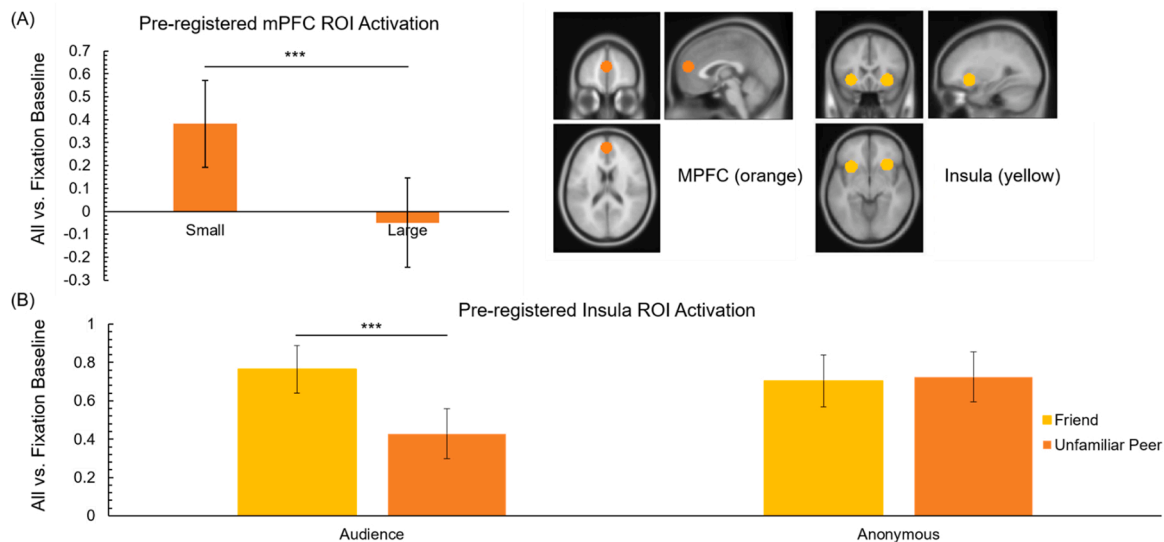 (A)
Pre-registered mPFC ROI Activation
All vs. Fixation Baseline
0.7
0.6
0.5
0.4
0.3
0.2
0.1
0
-0.1
-0.2
-0.3
***
Small
Large
MPFC (orange)
Insula (yellow)
(B)
Pre-registered Insula ROI Activation
All vs. Fixation Baseline
1
0.8
0.6
0.4
0.2
0
***
Audience
Anonymous
Friend
Unfamiliar Peer